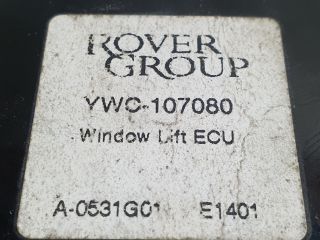 ROVER
GROUP
YWC-107080
Window Lift ECU
A-0531G01 E1401